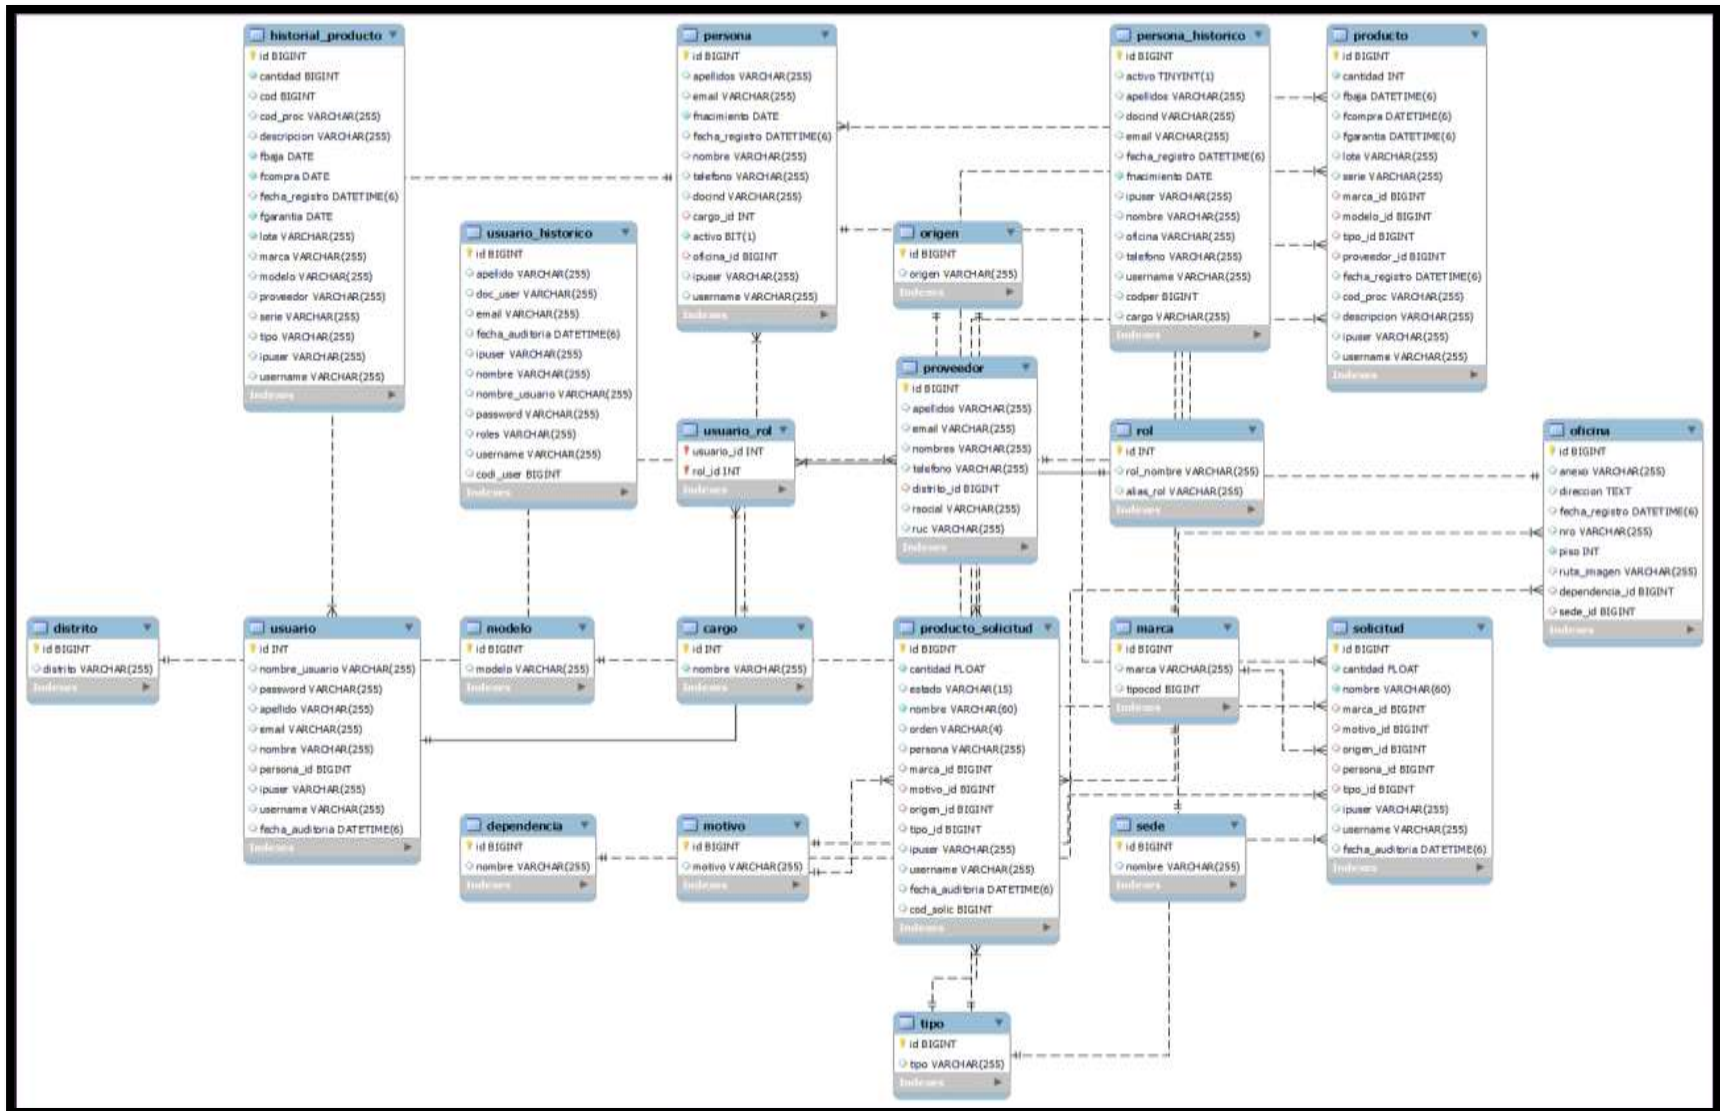 historial_producto
id BIGINT
cantidad BIGINT
cod BIGINT
cod_proc VARCHAR(255)
descripcion VARCHAR(255)
fbaja DATE
fcompra DATE
fecha_registro DATETIME(6)
fgarantia DATE
lote VARCHAR(255)
marca VARCHAR(255)
modelo VARCHAR(255)
proveedor VARCHAR(255)
serie VARCHAR(255)
tipo VARCHAR(255)
ipuser VARCHAR(255)
username VARCHAR(255)
Indexes
persona
id BIGINT
apellidos VARCHAR(255)
email VARCHAR(255)
fnacimiento DATE
fecha_registro DATETIME(6)
nombre VARCHAR(255)
telefono VARCHAR(255)
docind VARCHAR(255)
cargo_id INT
activo BIT(1)
oficina_id BIGINT
ipuser VARCHAR(255)
username VARCHAR(255)
Indexes
persona_historico
id BIGINT
activo TINYINT(1)
apellidos VARCHAR(255)
docind VARCHAR(255)
email VARCHAR(255)
fecha_registro DATETIME(6)
fnacimiento DATE
ipuser VARCHAR(255)
nombre VARCHAR(255)
oficina VARCHAR(255)
telefono VARCHAR(255)
username VARCHAR(255)
codper BIGINT
cargo VARCHAR(255)
Indexes
producto
id BIGINT
cantidad INT
fbaja DATETIME(6)
fcompra DATETIME(6)
fgarantia DATETIME(6)
lote VARCHAR(255)
serie VARCHAR(255)
marca_id BIGINT
modelo_id BIGINT
tipo_id BIGINT
proveedor_id BIGINT
fecha_registro DATETIME(6)
cod_proc VARCHAR(255)
descripcion VARCHAR(255)
ipuser VARCHAR(255)
username VARCHAR(255)
Indexes
usuario_historico
id BIGINT
apellido VARCHAR(255)
doc_user VARCHAR(255)
email VARCHAR(255)
fecha_auditoria DATETIME(6)
ipuser VARCHAR(255)
nombre VARCHAR(255)
nombre_usuario VARCHAR(255)
password VARCHAR(255)
roles VARCHAR(255)
username VARCHAR(255)
codi_user BIGINT
Indexes
origen
id BIGINT
origen VARCHAR(255)
Indexes
proveedor
id BIGINT
apellidos VARCHAR(255)
email VARCHAR(255)
nombres VARCHAR(255)
telefono VARCHAR(255)
distrito_id BIGINT
rsocial VARCHAR(255)
ruc VARCHAR(255)
Indexes
usuario_rol
usuario_id INT
rol_id INT
Indexes
rol
id INT
rol_nombre VARCHAR(255)
alias_rol VARCHAR(255)
Indexes
oficina
id BIGINT
anexo VARCHAR(255)
direccion TEXT
fecha_registro DATETIME(6)
nro VARCHAR(255)
piso INT
ruta_imagen VARCHAR(255)
dependencia_id BIGINT
sede_id BIGINT
Indexes
distrito
id BIGINT
distrito VARCHAR(255)
Indexes
usuario
id INT
nombre_usuario VARCHAR(255)
password VARCHAR(255)
apellido VARCHAR(255)
email VARCHAR(255)
nombre VARCHAR(255)
persona_id BIGINT
ipuser VARCHAR(255)
username VARCHAR(255)
fecha_auditoria DATETIME(6)
Indexes
modelo
id BIGINT
modelo VARCHAR(255)
Indexes
cargo
id INT
nombre VARCHAR(255)
Indexes
producto_solicitud
id BIGINT
cantidad FLOAT
estado VARCHAR(15)
nombre VARCHAR(60)
orden VARCHAR(4)
persona VARCHAR(255)
marca_id BIGINT
motivo_id BIGINT
origen_id BIGINT
tipo_id BIGINT
ipuser VARCHAR(255)
username VARCHAR(255)
fecha_auditoria DATETIME(6)
cod_solic BIGINT
Indexes
marca
id BIGINT
marca VARCHAR(255)
tipocod BIGINT
Indexes
solicitud
id BIGINT
cantidad FLOAT
nombre VARCHAR(60)
marca_id BIGINT
motivo_id BIGINT
origen_id BIGINT
persona_id BIGINT
tipo_id BIGINT
ipuser VARCHAR(255)
username VARCHAR(255)
fecha_auditoria DATETIME(6)
Indexes
dependencia
id BIGINT
nombre VARCHAR(255)
Indexes
motivo
id BIGINT
motivo VARCHAR(255)
Indexes
sede
id BIGINT
nombre VARCHAR(255)
Indexes
tipo
id BIGINT
tipo VARCHAR(255)
Indexes